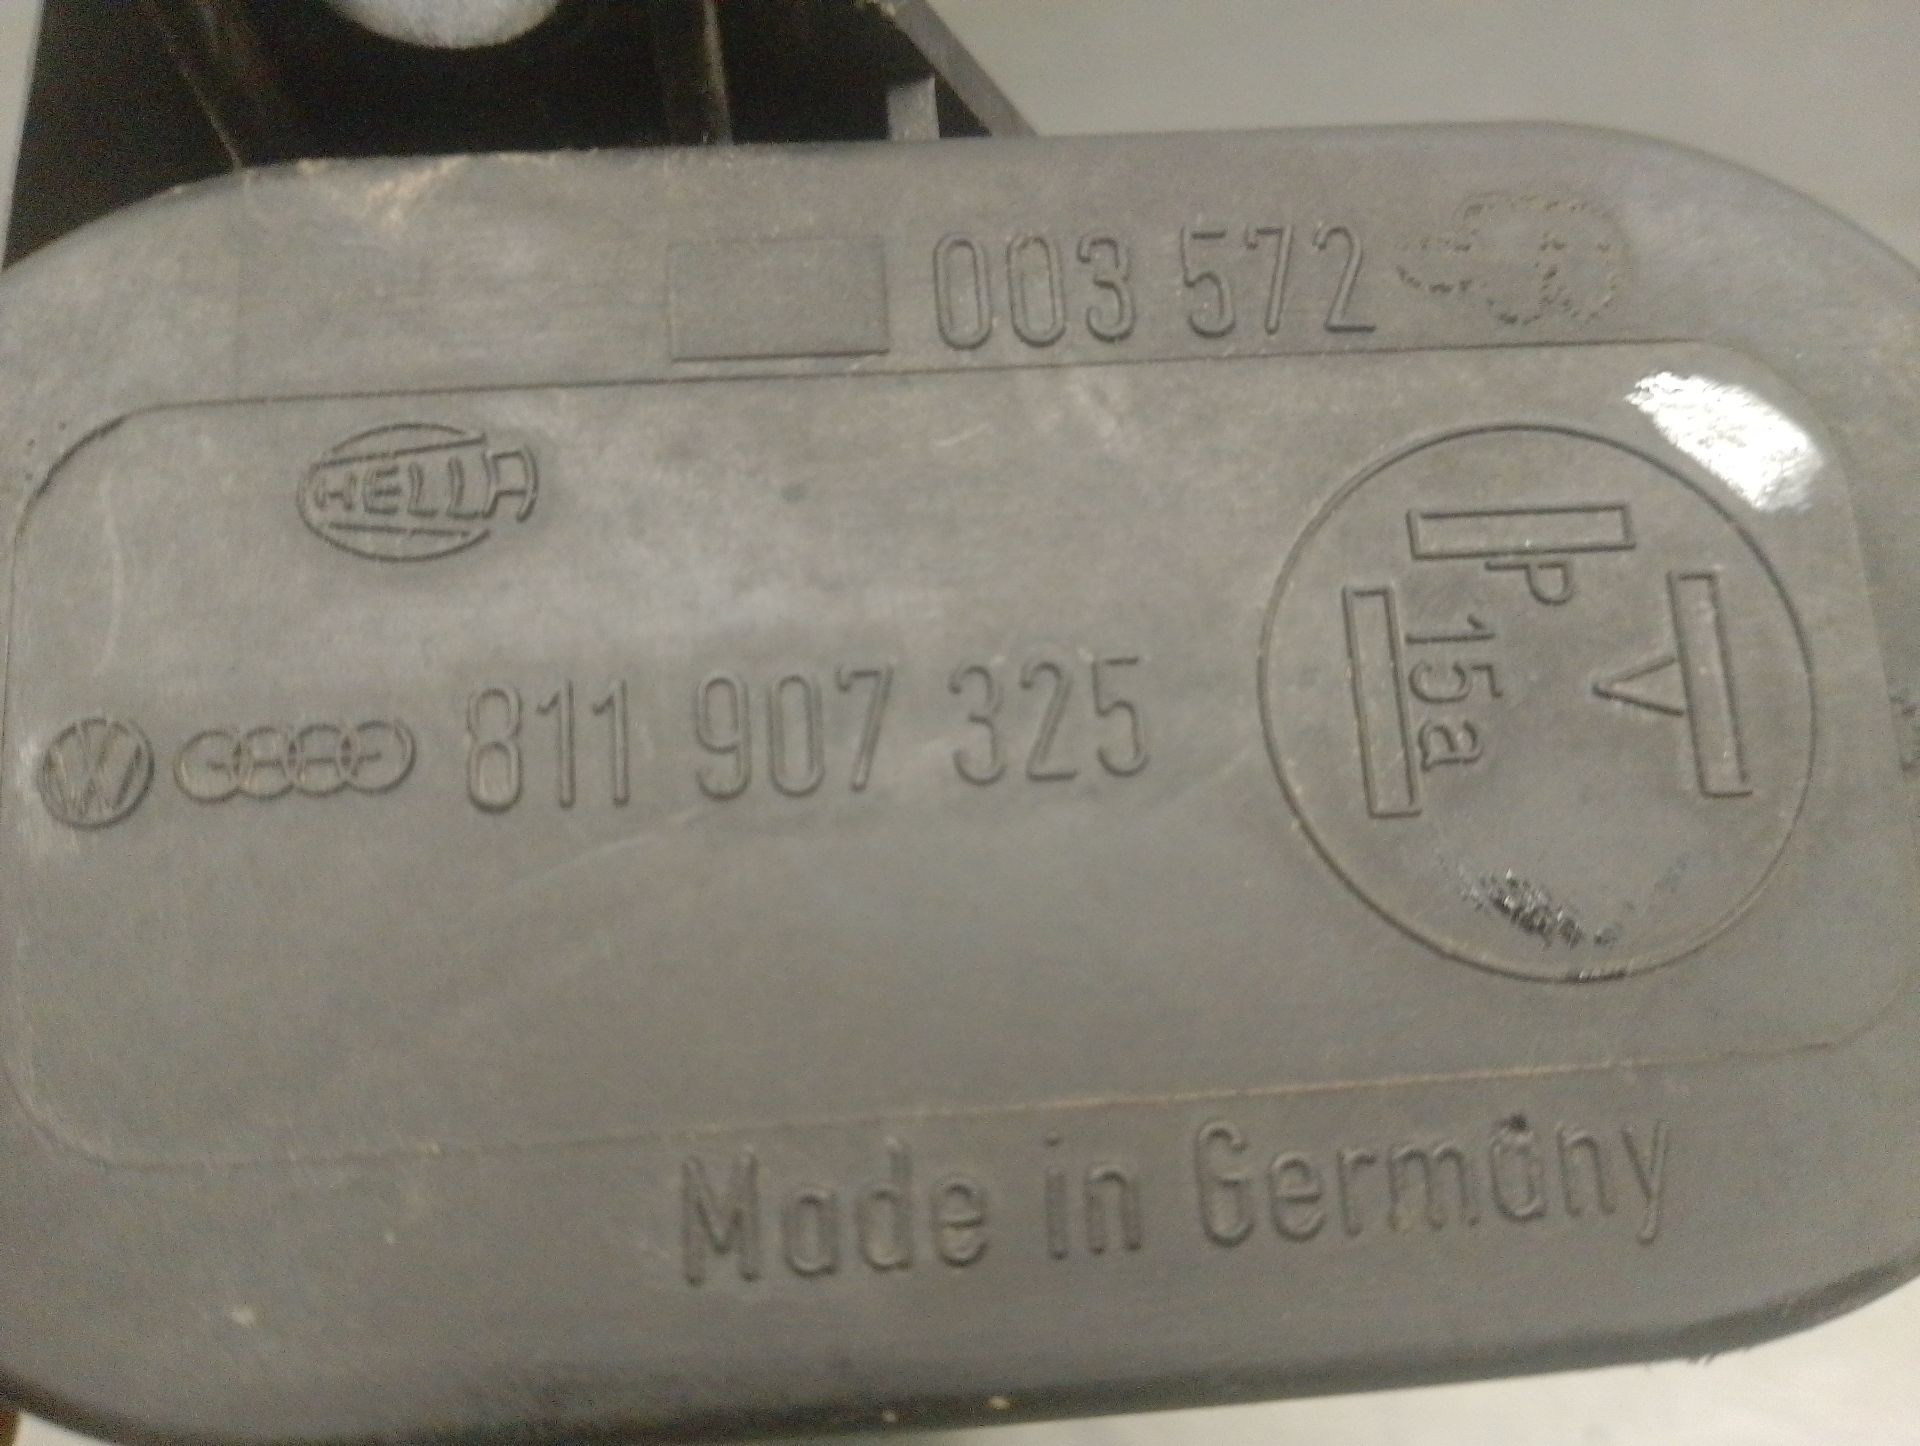 003 572
HELLA
811 907 325
P
15a
V
Made in Germany